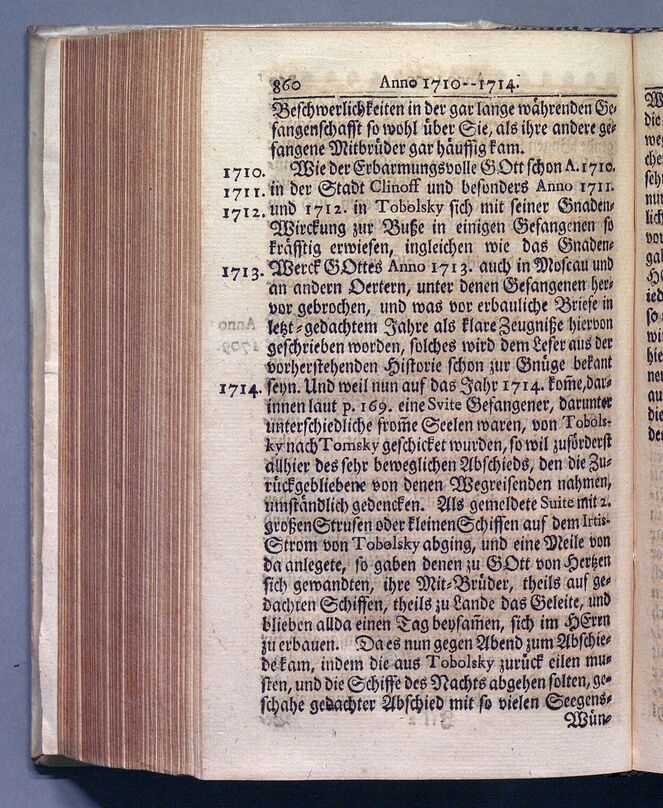 860 Anno 1710--1714.
Beschwerlichkeiten in der gar lange währenden Ge-
fangenschafft so wohl über Sie, als ihre andere ge-
fangene Mitbrüder gar häuffig kam.
1710. Wie der Erbarmungsvolle GOtt schon A. 1710.
1711. in der Stadt Clinoff und besonders Anno 1711.
1712. und 1712. in Tobolsky sich mit seiner Gnaden-
Wirckung zur Buße in einigen Gefangenen so
kräfftig erwiesen, ingleichen wie das Gnaden-
1713. Werck GOttes Anno 1713. auch in Moscau und
an andern Oertern, unter denen Gefangenen her-
vor gebrochen, und was vor erbauliche Briefe in
letzt-gedachtem Jahre als klare Zeugniße hiervon
geschrieben worden, solches wird dem Leser aus der
vorherstehenden Historie schon zur Gnüge bekant
1714. seyn. Und weil nun auf das Jahr 1714. kom̃e, dar-
innen laut p. 169. eine Svite Gefangener, darunter
unterschiedliche from̃e Seelen waren, von Tobols-
ky nach Tomsky geschicket wurden, so wil zuförderst
allhier des sehr beweglichen Abschieds, den die Zu-
rückgebliebene von denen Wegreisenden nahmen,
umständlich gedencken. Als gemeldete Suite mit 2.
großen Strusen oder kleinen Schiffen auf dem Irtis-
Strom von Tobolsky abging, und eine Meile von
da anlegete, so gaben denen zu GOtt von Hertzen
sich gewandten, ihre Mit-Brüder, theils auf ge-
dachten Schiffen, theils zu Lande das Geleite, und
blieben allda einen Tag beysam̃en, sich im HErrn
zu erbauen. Da es nun gegen Abend zum Abschie-
de kam, indem die aus Tobolsky zurück eilen mu-
sten, und die Schiffe des Nachts abgehen solten, ge-
schahe gedachter Abschied mit so vielen Seegens-
Wün-